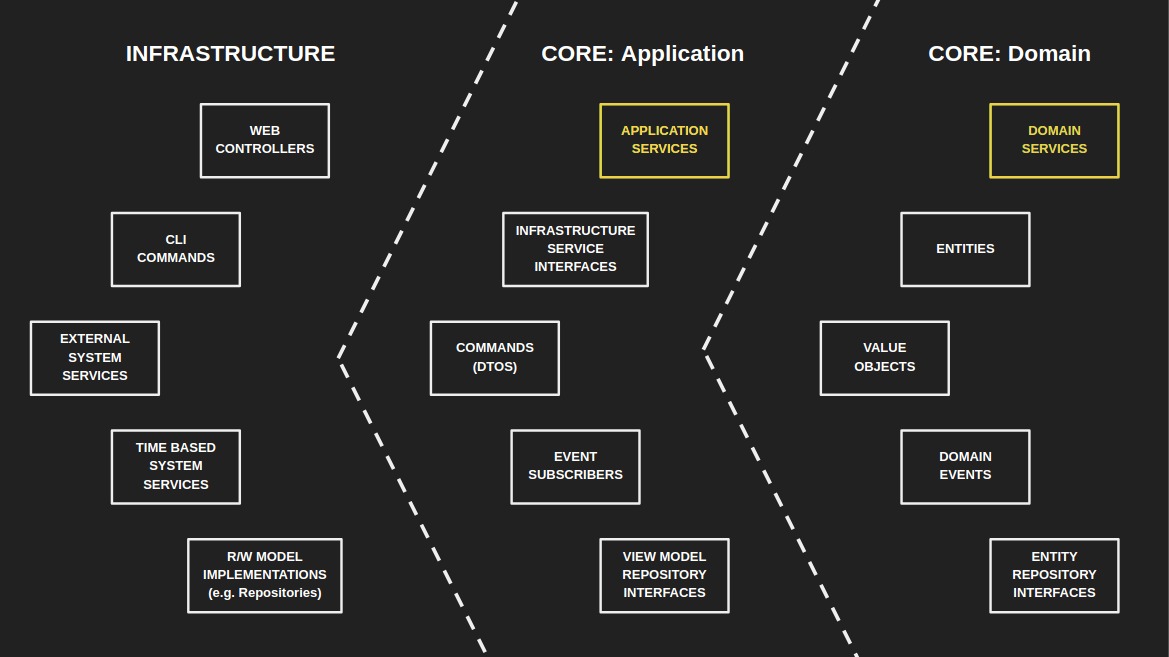 INFRASTRUCTURE
WEB
CONTROLLERS
CLI
COMMANDS
EXTERNAL
SYSTEM
SERVICES
TIME BASED
SYSTEM
SERVICES
R/W MODEL
IMPLEMENTATIONS
(e.g. Repositories)
CORE: Application
APPLICATION
SERVICES
INFRASTRUCTURE
SERVICE
INTERFACES
COMMANDS
(DTOS)
EVENT
SUBSCRIBERS
VIEW MODEL
REPOSITORY
INTERFACES
CORE: Domain
DOMAIN
SERVICES
ENTITIES
VALUE
OBJECTS
DOMAIN
EVENTS
ENTITY
REPOSITORY
INTERFACES